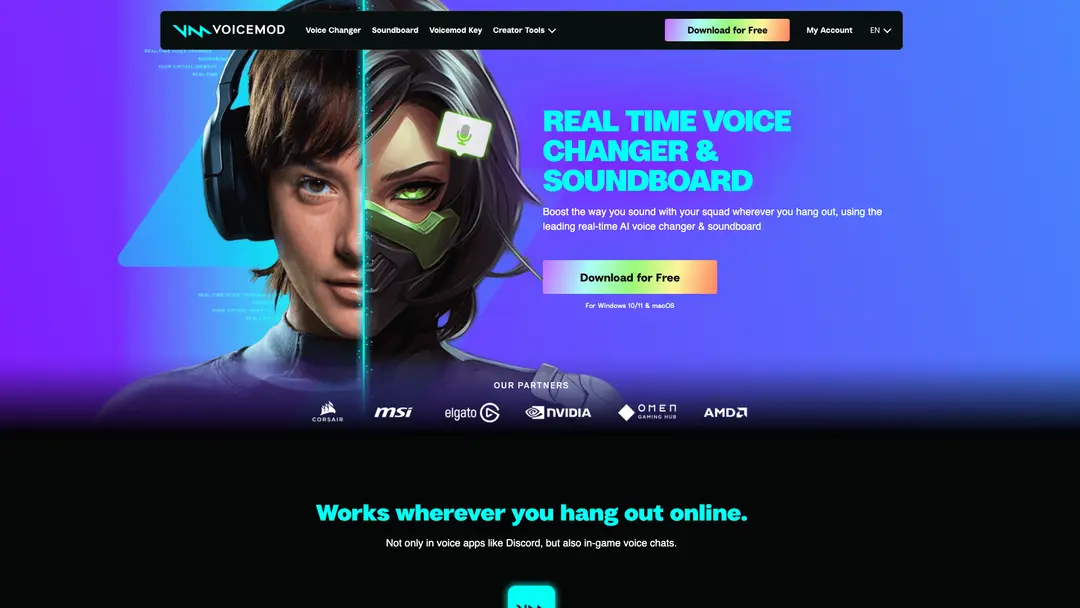 VOICEMOD
Voice Changer
Soundboard
Voicemod Key
Creator Tools
Download for Free
My Account
EN
REAL TIME VOICE
CHANGER &
SOUNDBOARD
Boost the way you sound with your squad wherever you hang out, using the
leading real-time AI voice changer & soundboard
Download for Free
For Windows 10/11 & macOS
OUR PARTNERS
CORSAIR
msi
elgato
NVIDIA
OMEN
GAMING HUB
AMD
Works wherever you hang out online.
Not only in voice apps like Discord, but also in-game voice chats.